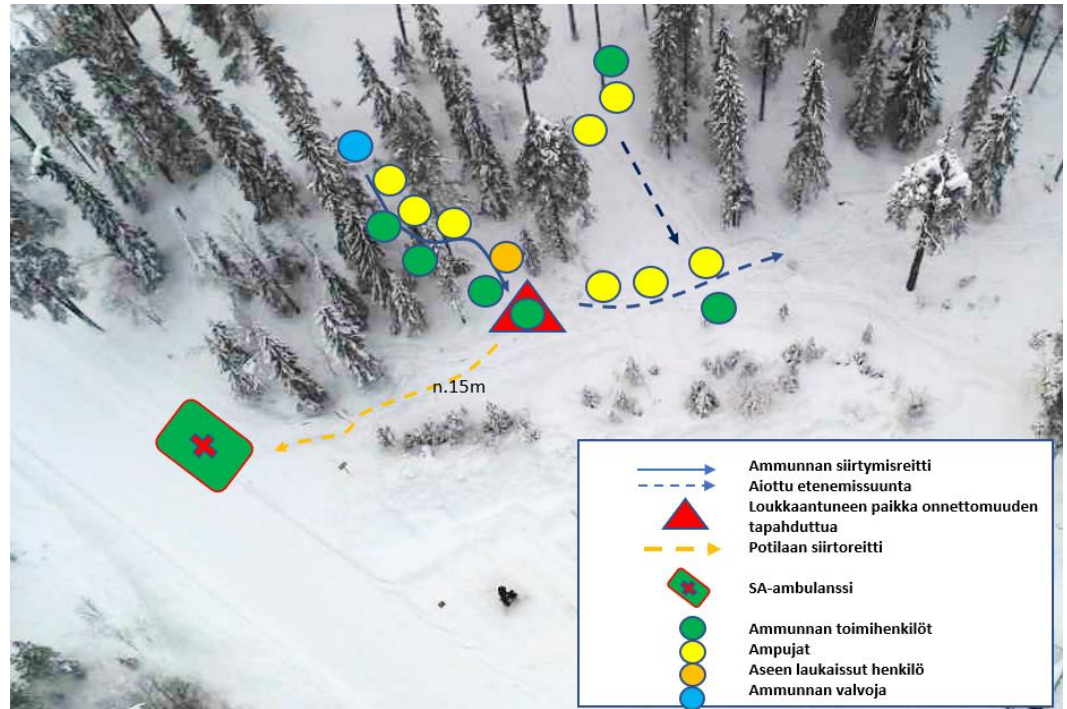 n.15m
Ammunnan siirtymisreitti
Aiottu etenemissuunta
Loukkaantuneen paikka onnettomuuden
tapahduttua
Potilaan siirtoreitti
SA-ambulanssi
Ammunnan toimihenkilöt
Ampujat
Aseen laukaissut henkilö
Ammunnan valvoja